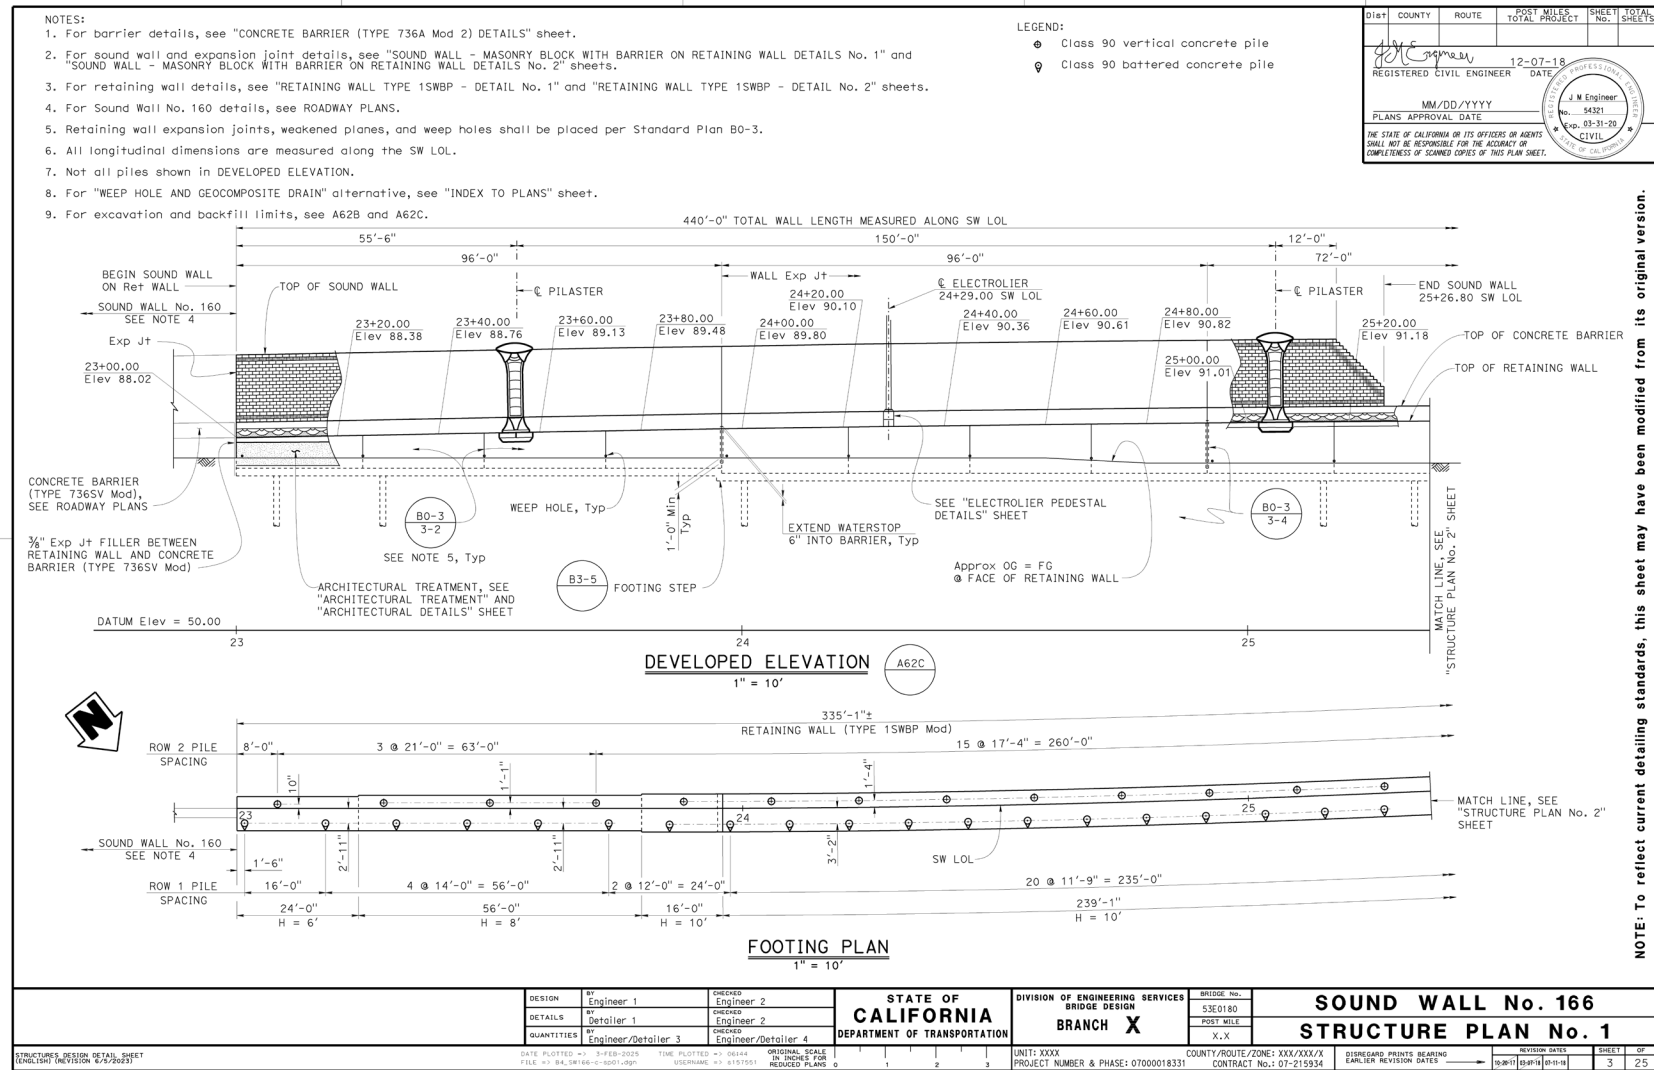 NOTES:
1. For barrier details, see "CONCRETE BARRIER (TYPE 736A Mod 2) DETAILS" sheet.
2. For sound wall and expansion joint details, see "SOUND WALL - MASONRY BLOCK WITH BARRIER ON RETAINING WALL DETAILS No. 1" and
"SOUND WALL - MASONRY BLOCK WITH BARRIER ON RETAINING WALL DETAILS No. 2" sheets.
3. For retaining wall details, see "RETAINING WALL TYPE 1SWBP - DETAIL No. 1" and "RETAINING WALL TYPE 1SWBP - DETAIL No. 2" sheets.
4. For Sound Wall No. 160 details, see ROADWAY PLANS.
5. Retaining wall expansion joints, weakened planes, and weep holes shall be placed per Standard Plan B0-3.
6. All longitudinal dimensions are measured along the SW LOL.
7. Not all piles shown in DEVELOPED ELEVATION.
8. For "WEEP HOLE AND GEOCOMPOSITE DRAIN" alternative, see "INDEX TO PLANS" sheet.
9. For excavation and backfill limits, see A62B and A62C.
LEGEND:
Class 90 vertical concrete pile
Class 90 battered concrete pile
Dist COUNTY ROUTE POST MILES TOTAL PROJECT SHEET No. TOTAL SHEETS
J M Engineer 12-07-18
REGISTERED CIVIL ENGINEER DATE
MM/DD/YYYY
PLANS APPROVAL DATE
THE STATE OF CALIFORNIA OR ITS OFFICERS OR AGENTS
SHALL NOT BE RESPONSIBLE FOR THE ACCURACY OR
COMPLETENESS OF SCANNED COPIES OF THIS PLAN SHEET.
REGISTERED PROFESSIONAL ENGINEER
J M Engineer
No. 54321
Exp. 03-31-20
CIVIL
STATE OF CALIFORNIA
NOTE: To reflect current detailing standards, this sheet may have been modified from its original version.
440'-0" TOTAL WALL LENGTH MEASURED ALONG SW LOL
55'-6" 150'-0" 12'-0"
96'-0" 96'-0" 72'-0"
BEGIN SOUND WALL
ON Ret WALL
TOP OF SOUND WALL
℄ PILASTER
WALL Exp Jt
℄ ELECTROLIER
24+29.00 SW LOL
℄ PILASTER
END SOUND WALL
25+26.80 SW LOL
SOUND WALL No. 160
SEE NOTE 4
Exp Jt
23+00.00
Elev 88.02
23+20.00
Elev 88.38
23+40.00
Elev 88.76
23+60.00
Elev 89.13
23+80.00
Elev 89.48
24+00.00
Elev 89.80
24+20.00
Elev 90.10
24+40.00
Elev 90.36
24+60.00
Elev 90.61
24+80.00
Elev 90.82
25+00.00
Elev 91.01
25+20.00
Elev 91.18
TOP OF CONCRETE BARRIER
TOP OF RETAINING WALL
CONCRETE BARRIER
(TYPE 736SV Mod),
SEE ROADWAY PLANS
⅜" Exp Jt FILLER BETWEEN
RETAINING WALL AND CONCRETE
BARRIER (TYPE 736SV Mod)
ARCHITECTURAL TREATMENT, SEE
"ARCHITECTURAL TREATMENT" AND
"ARCHITECTURAL DETAILS" SHEET
B0-3
3-2
SEE NOTE 5, Typ
WEEP HOLE, Typ
B3-5
FOOTING STEP
1'-0" Min
Typ
EXTEND WATERSTOP
6" INTO BARRIER, Typ
SEE "ELECTROLIER PEDESTAL
DETAILS" SHEET
Approx OG = FG
@ FACE OF RETAINING WALL
B0-3
3-4
MATCH LINE, SEE
"STRUCTURE PLAN No. 2" SHEET
DATUM Elev = 50.00
23 24 25
DEVELOPED ELEVATION
1" = 10'
A62C
N
335'-1"±
RETAINING WALL (TYPE 1SWBP Mod)
ROW 2 PILE
SPACING
8'-0" 3 @ 21'-0" = 63'-0" 15 @ 17'-4" = 260'-0"
10" 1'-1" 1'-4"
23 24 25
2'-11" 2'-11" 3'-2"
SW LOL
MATCH LINE, SEE
"STRUCTURE PLAN No. 2"
SHEET
SOUND WALL No. 160
SEE NOTE 4
1'-6"
ROW 1 PILE
SPACING
16'-0" 4 @ 14'-0" = 56'-0" 2 @ 12'-0" = 24'-0" 20 @ 11'-9" = 235'-0"
24'-0" 56'-0" 16'-0" 239'-1"
H = 6' H = 8' H = 10' H = 10'
FOOTING PLAN
1" = 10'
DESIGN BY Engineer 1 CHECKED Engineer 2
DETAILS BY Detailer 1 CHECKED Engineer 2
QUANTITIES BY Engineer/Detailer 3 CHECKED Engineer/Detailer 4
STATE OF
CALIFORNIA
DEPARTMENT OF TRANSPORTATION
DIVISION OF ENGINEERING SERVICES
BRIDGE DESIGN
BRANCH X
BRIDGE No.
53E0180
POST MILE
X.X
SOUND WALL No. 166
STRUCTURE PLAN No. 1
STRUCTURES DESIGN DETAIL SHEET
(ENGLISH) (REVISION 6/5/2023)
DATE PLOTTED => 3-FEB-2025 TIME PLOTTED => 06:44
USERNAME => s157551
ORIGINAL SCALE
IN INCHES FOR
REDUCED PLANS 0 1 2 3
UNIT: XXXX
PROJECT NUMBER & PHASE: 07000018331
COUNTY/ROUTE/ZONE: XXX/XXX/X
CONTRACT No.: 07-215934
DISREGARD PRINTS BEARING
EARLIER REVISION DATES
REVISION DATES
10-20-17 03-07-18 07-11-18
SHEET OF
3 25